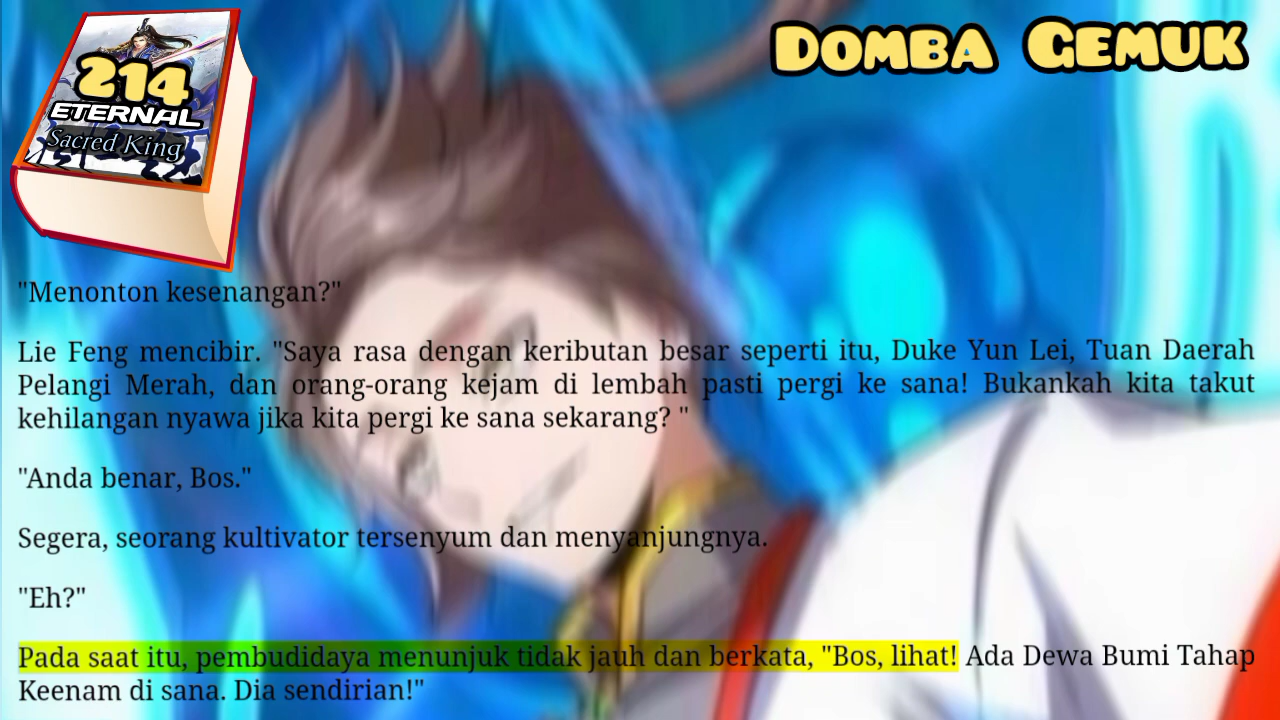 214
ETERNAL
Sacred King
DOMBA GEMUK
"Menonton kesenangan?"
Lie Feng mencibir. "Saya rasa dengan keributan besar seperti itu, Duke Yun Lei, Tuan Daerah
Pelangi Merah, dan orang-orang kejam di lembah pasti pergi ke sana! Bukankah kita takut
kehilangan nyawa jika kita pergi ke sana sekarang? "
"Anda benar, Bos."
Segera, seorang kultivator tersenyum dan menyanjungnya.
"Eh?"
Pada saat itu, pembudidaya menunjuk tidak jauh dan berkata, "Bos, lihat! Ada Dewa Bumi Tahap
Keenam di sana. Dia sendirian!"